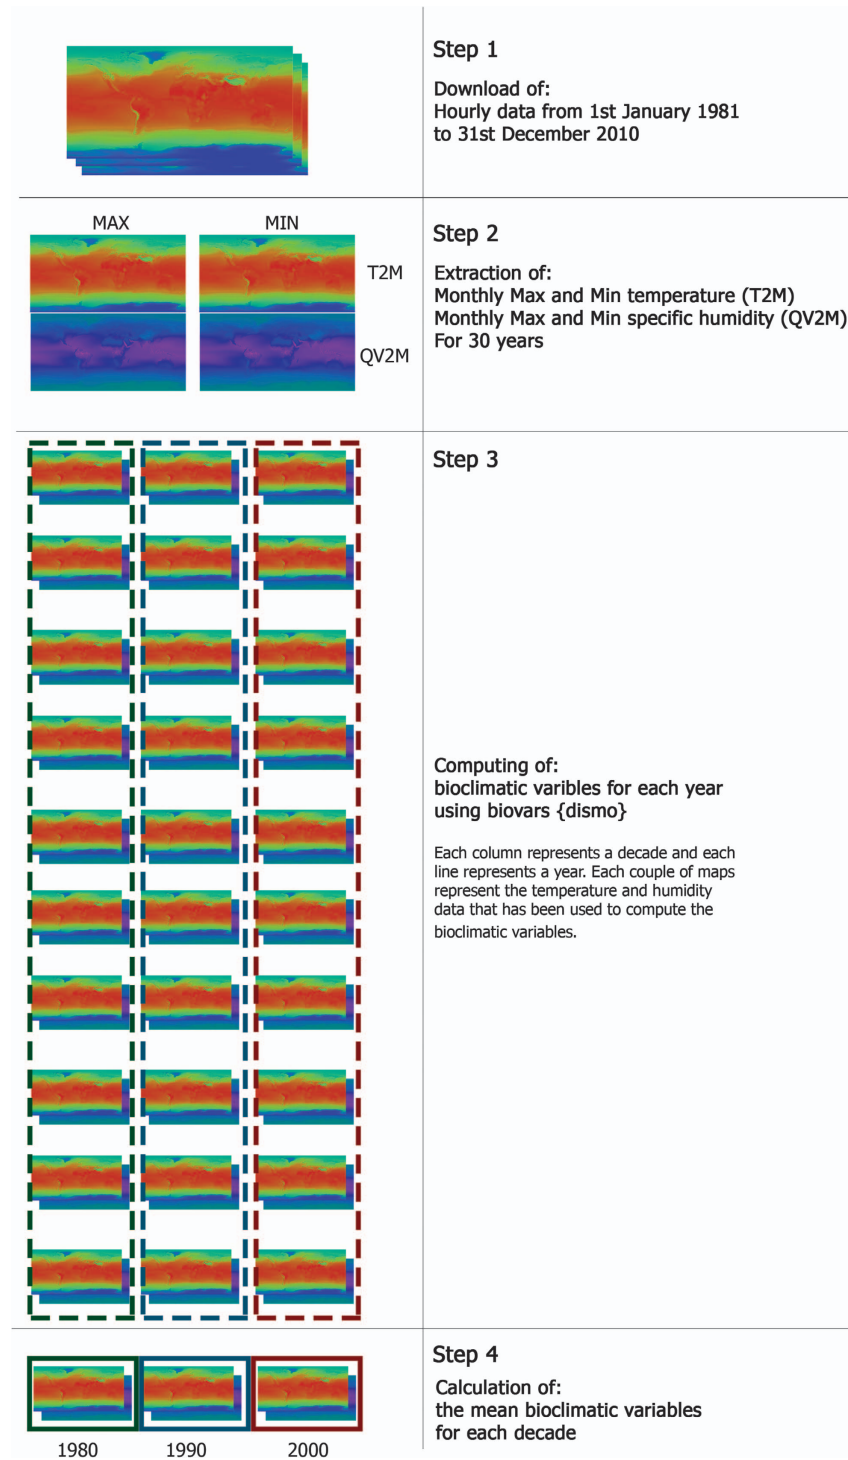 Step 1
Download of:
Hourly data from 1st January 1981
to 31st December 2010
MAX
MIN
T2M
QV2M
Step 2
Extraction of:
Monthly Max and Min temperature (T2M)
Monthly Max and Min specific humidity (QV2M)
For 30 years
Step 3
Computing of:
bioclimatic varibles for each year
using biovars {dismo}
Each column represents a decade and each
line represents a year. Each couple of maps
represent the temperature and humidity
data that has been used to compute the
bioclimatic variables.
Step 4
Calculation of:
the mean bioclimatic variables
for each decade
1980
1990
2000